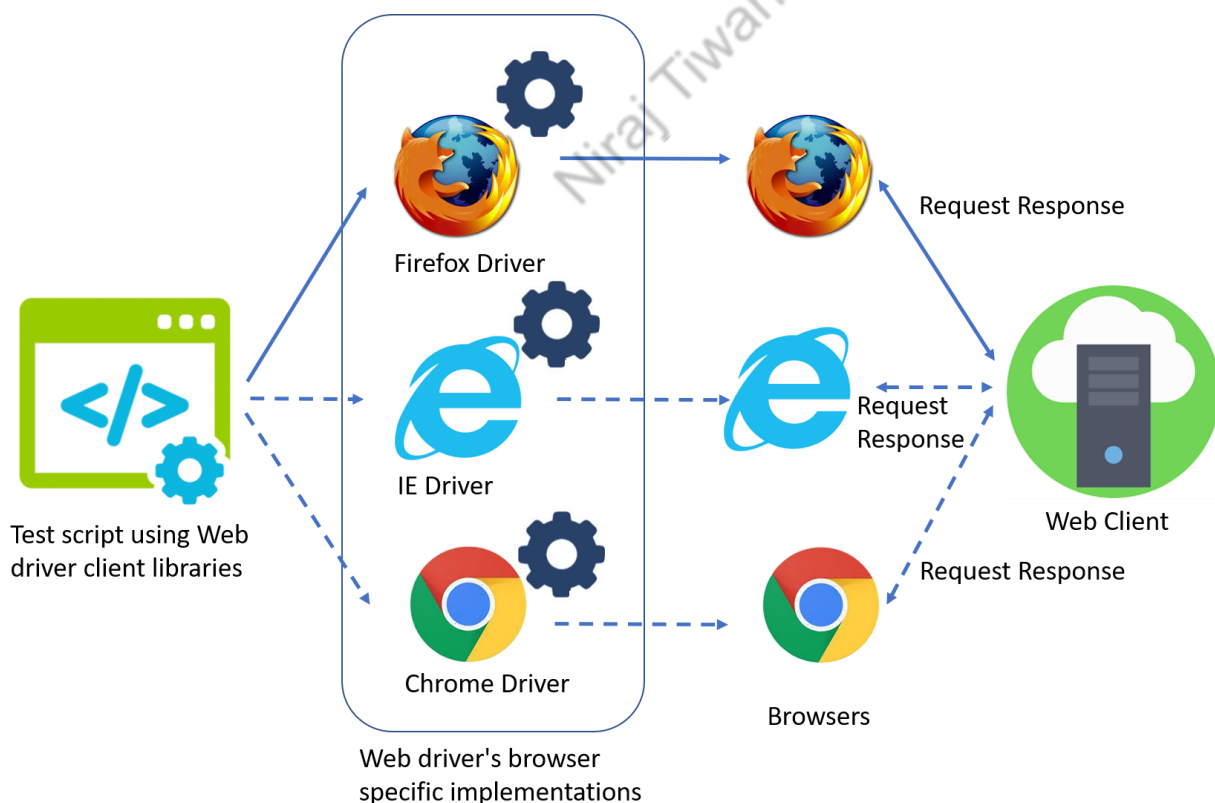 Niraj Tiwari
Request Response
Firefox Driver
Request
Response
IE Driver
Test script using Web
driver client libraries
Web Client
Request Response
Chrome Driver
Browsers
Web driver's browser
specific implementations